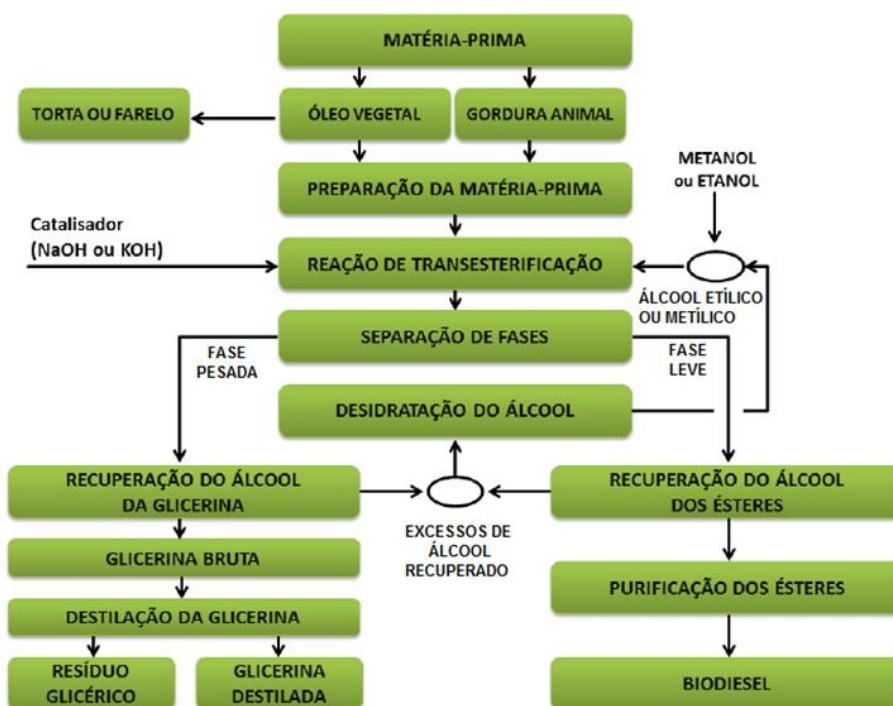 MATÉRIA-PRIMA
TORTA OU FARELO
ÓLEO VEGETAL
GORDURA ANIMAL
METANOL
ou ETANOL
PREPARAÇÃO DA MATÉRIA-PRIMA
Catalisador
(NaOH ou KOH)
REAÇÃO DE TRANSESTERIFICAÇÃO
ÁLCOOL ETÍLICO
OU METÍLICO
SEPARAÇÃO DE FASES
FASE
PESADA
FASE
LEVE
DESIDRATAÇÃO DO ÁLCOOL
RECUPERAÇÃO DO ÁLCOOL
DA GLICERINA
RECUPERAÇÃO DO ÁLCOOL
DOS ÉSTERES
EXCESSOS DE
ÁLCOOL
RECUPERADO
GLICERINA BRUTA
PURIFICAÇÃO DOS ÉSTERES
DESTILAÇÃO DA GLICERINA
RESÍDUO
GLICÉRICO
GLICERINA
DESTILADA
BIODIESEL